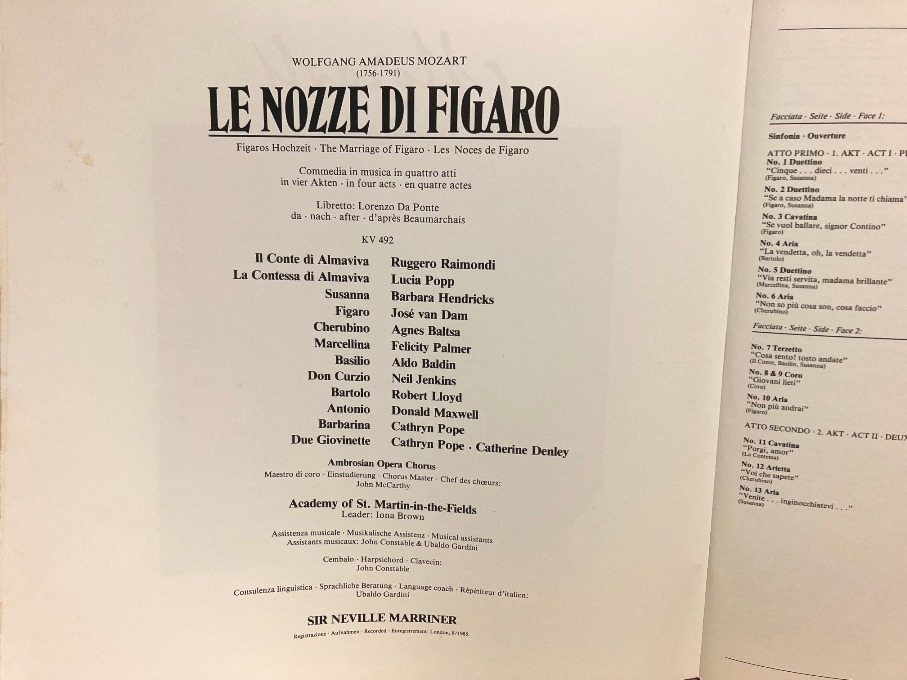 WOLFGANG AMADEUS MOZART
(1756-1791)
LE NOZZE DI FIGARO
Figaros Hochzeit · The Marriage of Figaro · Les Noces de Figaro
Commedia in musica in quattro atti
in vier Akten · in four acts · en quatre actes
Libretto: Lorenzo Da Ponte
da · nach · after · d'après Beaumarchais
KV 492
Il Conte di Almaviva Ruggero Raimondi
La Contessa di Almaviva Lucia Popp
Susanna Barbara Hendricks
Figaro José van Dam
Cherubino Agnes Baltsa
Marcellina Felicity Palmer
Basilio Aldo Baldin
Don Curzio Neil Jenkins
Bartolo Robert Lloyd
Antonio Donald Maxwell
Barbarina Cathryn Pope
Due Giovinette Cathryn Pope · Catherine Denley
Ambrosian Opera Chorus
Maestro di coro · Einstudierung · Chorus Master · Chef des chœurs:
John McCarthy
Academy of St. Martin-in-the-Fields
Leader: Iona Brown
Assistenza musicale · Musikalische Assistenz · Musical assistants
Assistants musicaux: John Constable & Ubaldo Gardini
Cembalo · Harpsichord · Clavecin:
John Constable
Consulenza linguistica · Sprachliche Beratung · Language coach · Répétiteur d'italien:
Ubaldo Gardini
SIR NEVILLE MARRINER
Registrazione · Aufnahmen · Recorded · Enregistrement: London, 8/1985
Facciata · Seite · Side · Face 1:
Sinfonia · Ouverture
ATTO PRIMO · 1. AKT · ACT I
No. 1 Duettino
"Cinque . . . dieci . . . venti . . ."
(Figaro, Susanna)
No. 2 Duettino
"Se a caso Madama la notte ti chiama"
(Figaro, Susanna)
No. 3 Cavatina
"Se vuol ballare, signor Contino"
(Figaro)
No. 4 Aria
"La vendetta, oh, la vendetta"
(Bartolo)
No. 5 Duettino
"Via resti servita, madama brillante"
(Marcellina, Susanna)
No. 6 Aria
"Non so più cosa son, cosa faccio"
(Cherubino)
Facciata · Seite · Side · Face 2:
No. 7 Terzetto
"Cosa sento! tosto andate"
(Il Conte, Basilio, Susanna)
No. 8 & 9 Coro
"Giovani lieti"
(Coro)
No. 10 Aria
"Non più andrai"
(Figaro)
ATTO SECONDO · 2. AKT · ACT II · DEUX
No. 11 Cavatina
"Porgi, amor"
(La Contessa)
No. 12 Arietta
"Voi che sapete"
(Cherubino)
No. 13 Aria
"Venite . . . inginocchiatevi . . ."
(Susanna)